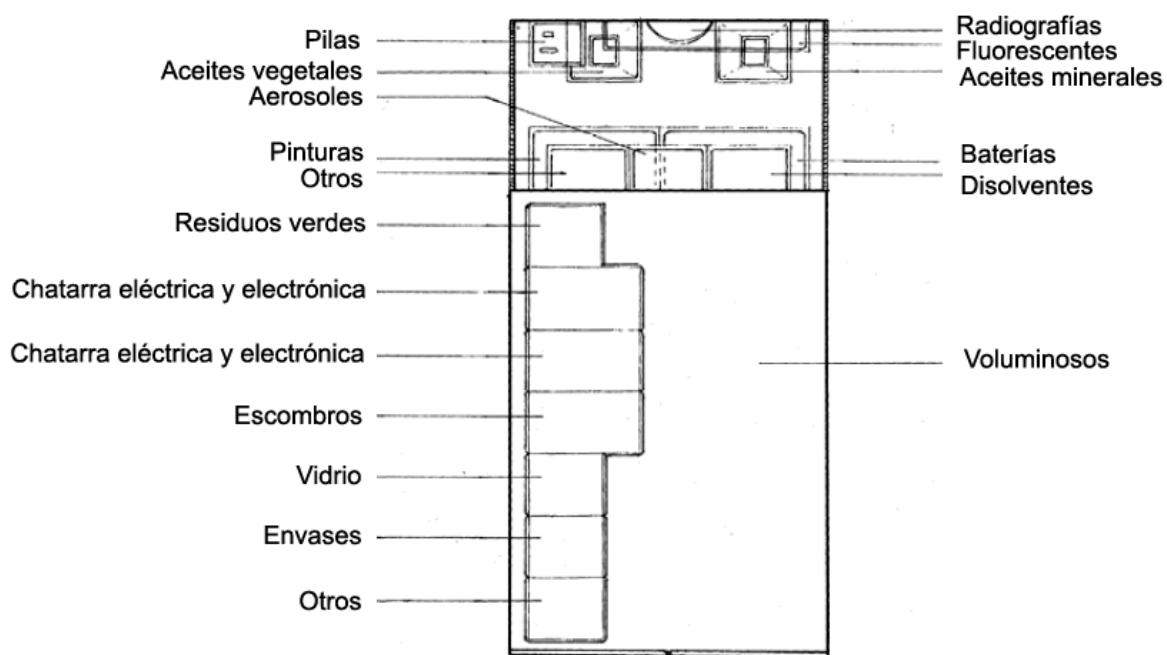 Pilas
Aceites vegetales
Aerosoles
Pinturas
Otros
Residuos verdes
Chatarra eléctrica y electrónica
Chatarra eléctrica y electrónica
Escombros
Vidrio
Envases
Otros
Radiografías
Fluorescentes
Aceites minerales
Baterías
Disolventes
Voluminosos